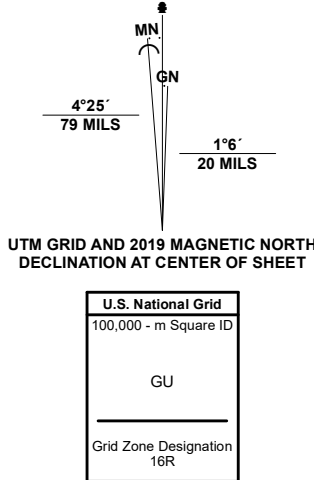 MN
GN
4°25´
79 MILS
1°6´
20 MILS
UTM GRID AND 2019 MAGNETIC NORTH
DECLINATION AT CENTER OF SHEET
U.S. National Grid
100,000 - m Square ID
GU
Grid Zone Designation
16R